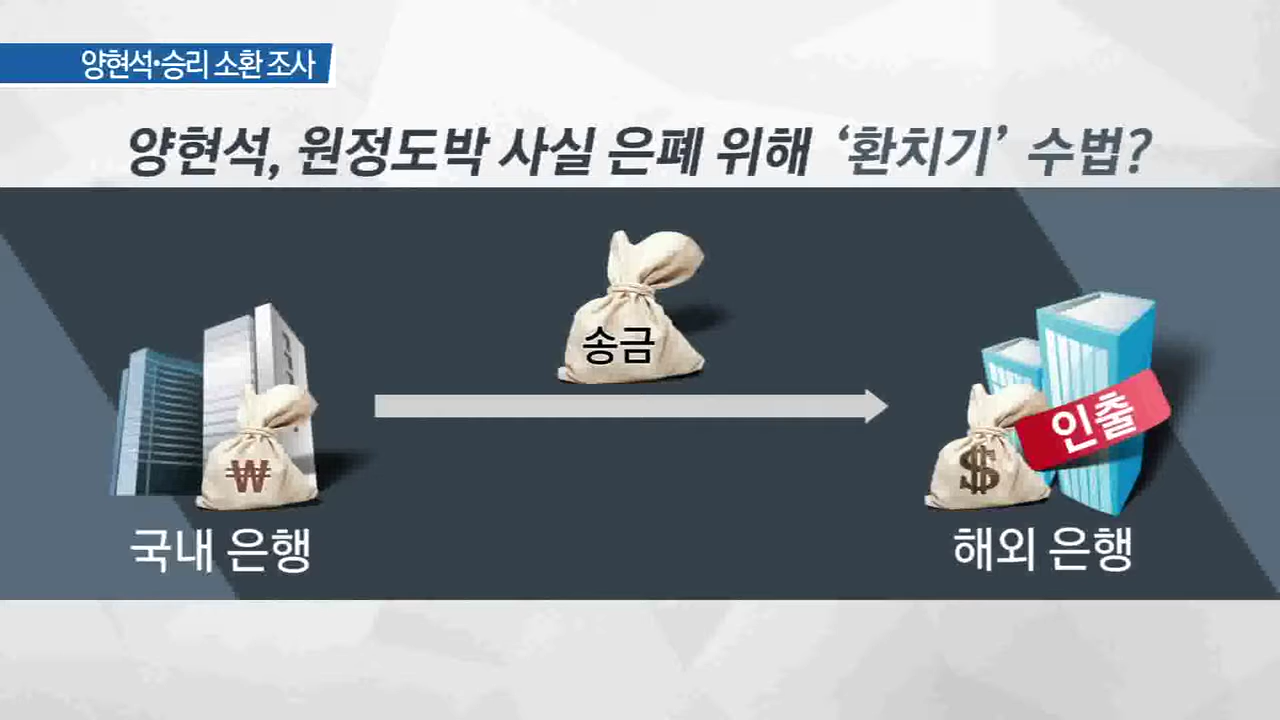 양현석·승리 소환 조사
양현석, 원정도박 사실 은폐 위해 ‘환치기’ 수법?
송금
인출
₩
$
국내 은행
해외 은행